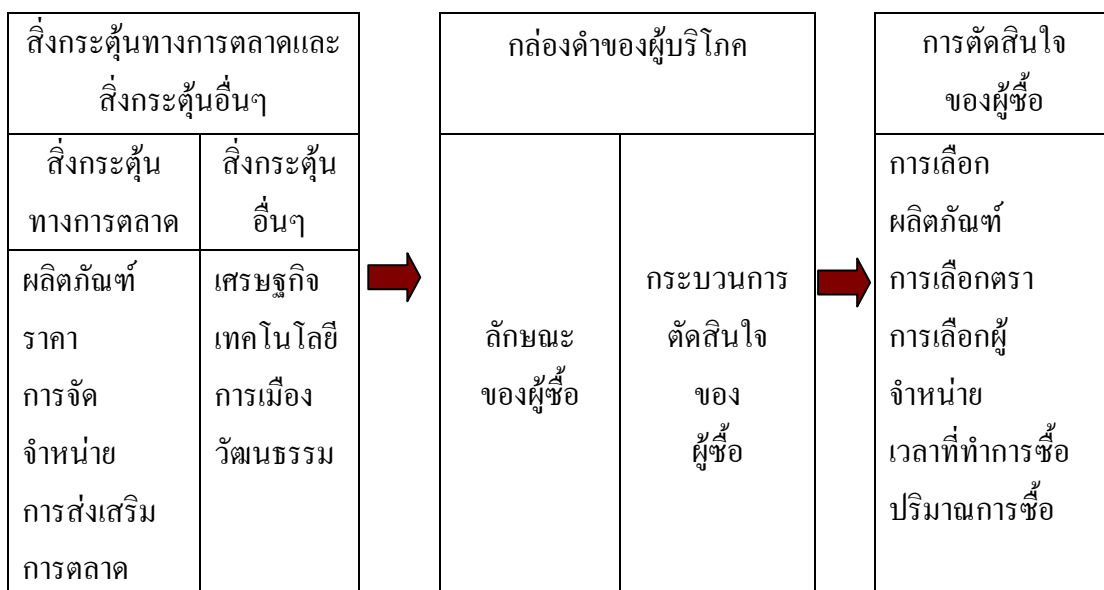 สิ่งกระตุ้นทางการตลาดและ
สิ่งกระตุ้นอื่นๆ
สิ่งกระตุ้น
ทางการตลาด
สิ่งกระตุ้น
อื่นๆ
ผลิตภัณฑ์
ราคา
การจัด
จำหน่าย
การส่งเสริม
การตลาด
เศรษฐกิจ
เทคโนโลยี
การเมือง
วัฒนธรรม
กล่องดำของผู้บริโภค
ลักษณะ
ของผู้ซื้อ
กระบวนการ
ตัดสินใจ
ของ
ผู้ซื้อ
การตัดสินใจ
ของผู้ซื้อ
การเลือก
ผลิตภัณฑ์
การเลือกตรา
การเลือกผู้
จำหน่าย
เวลาที่ทำการซื้อ
ปริมาณการซื้อ